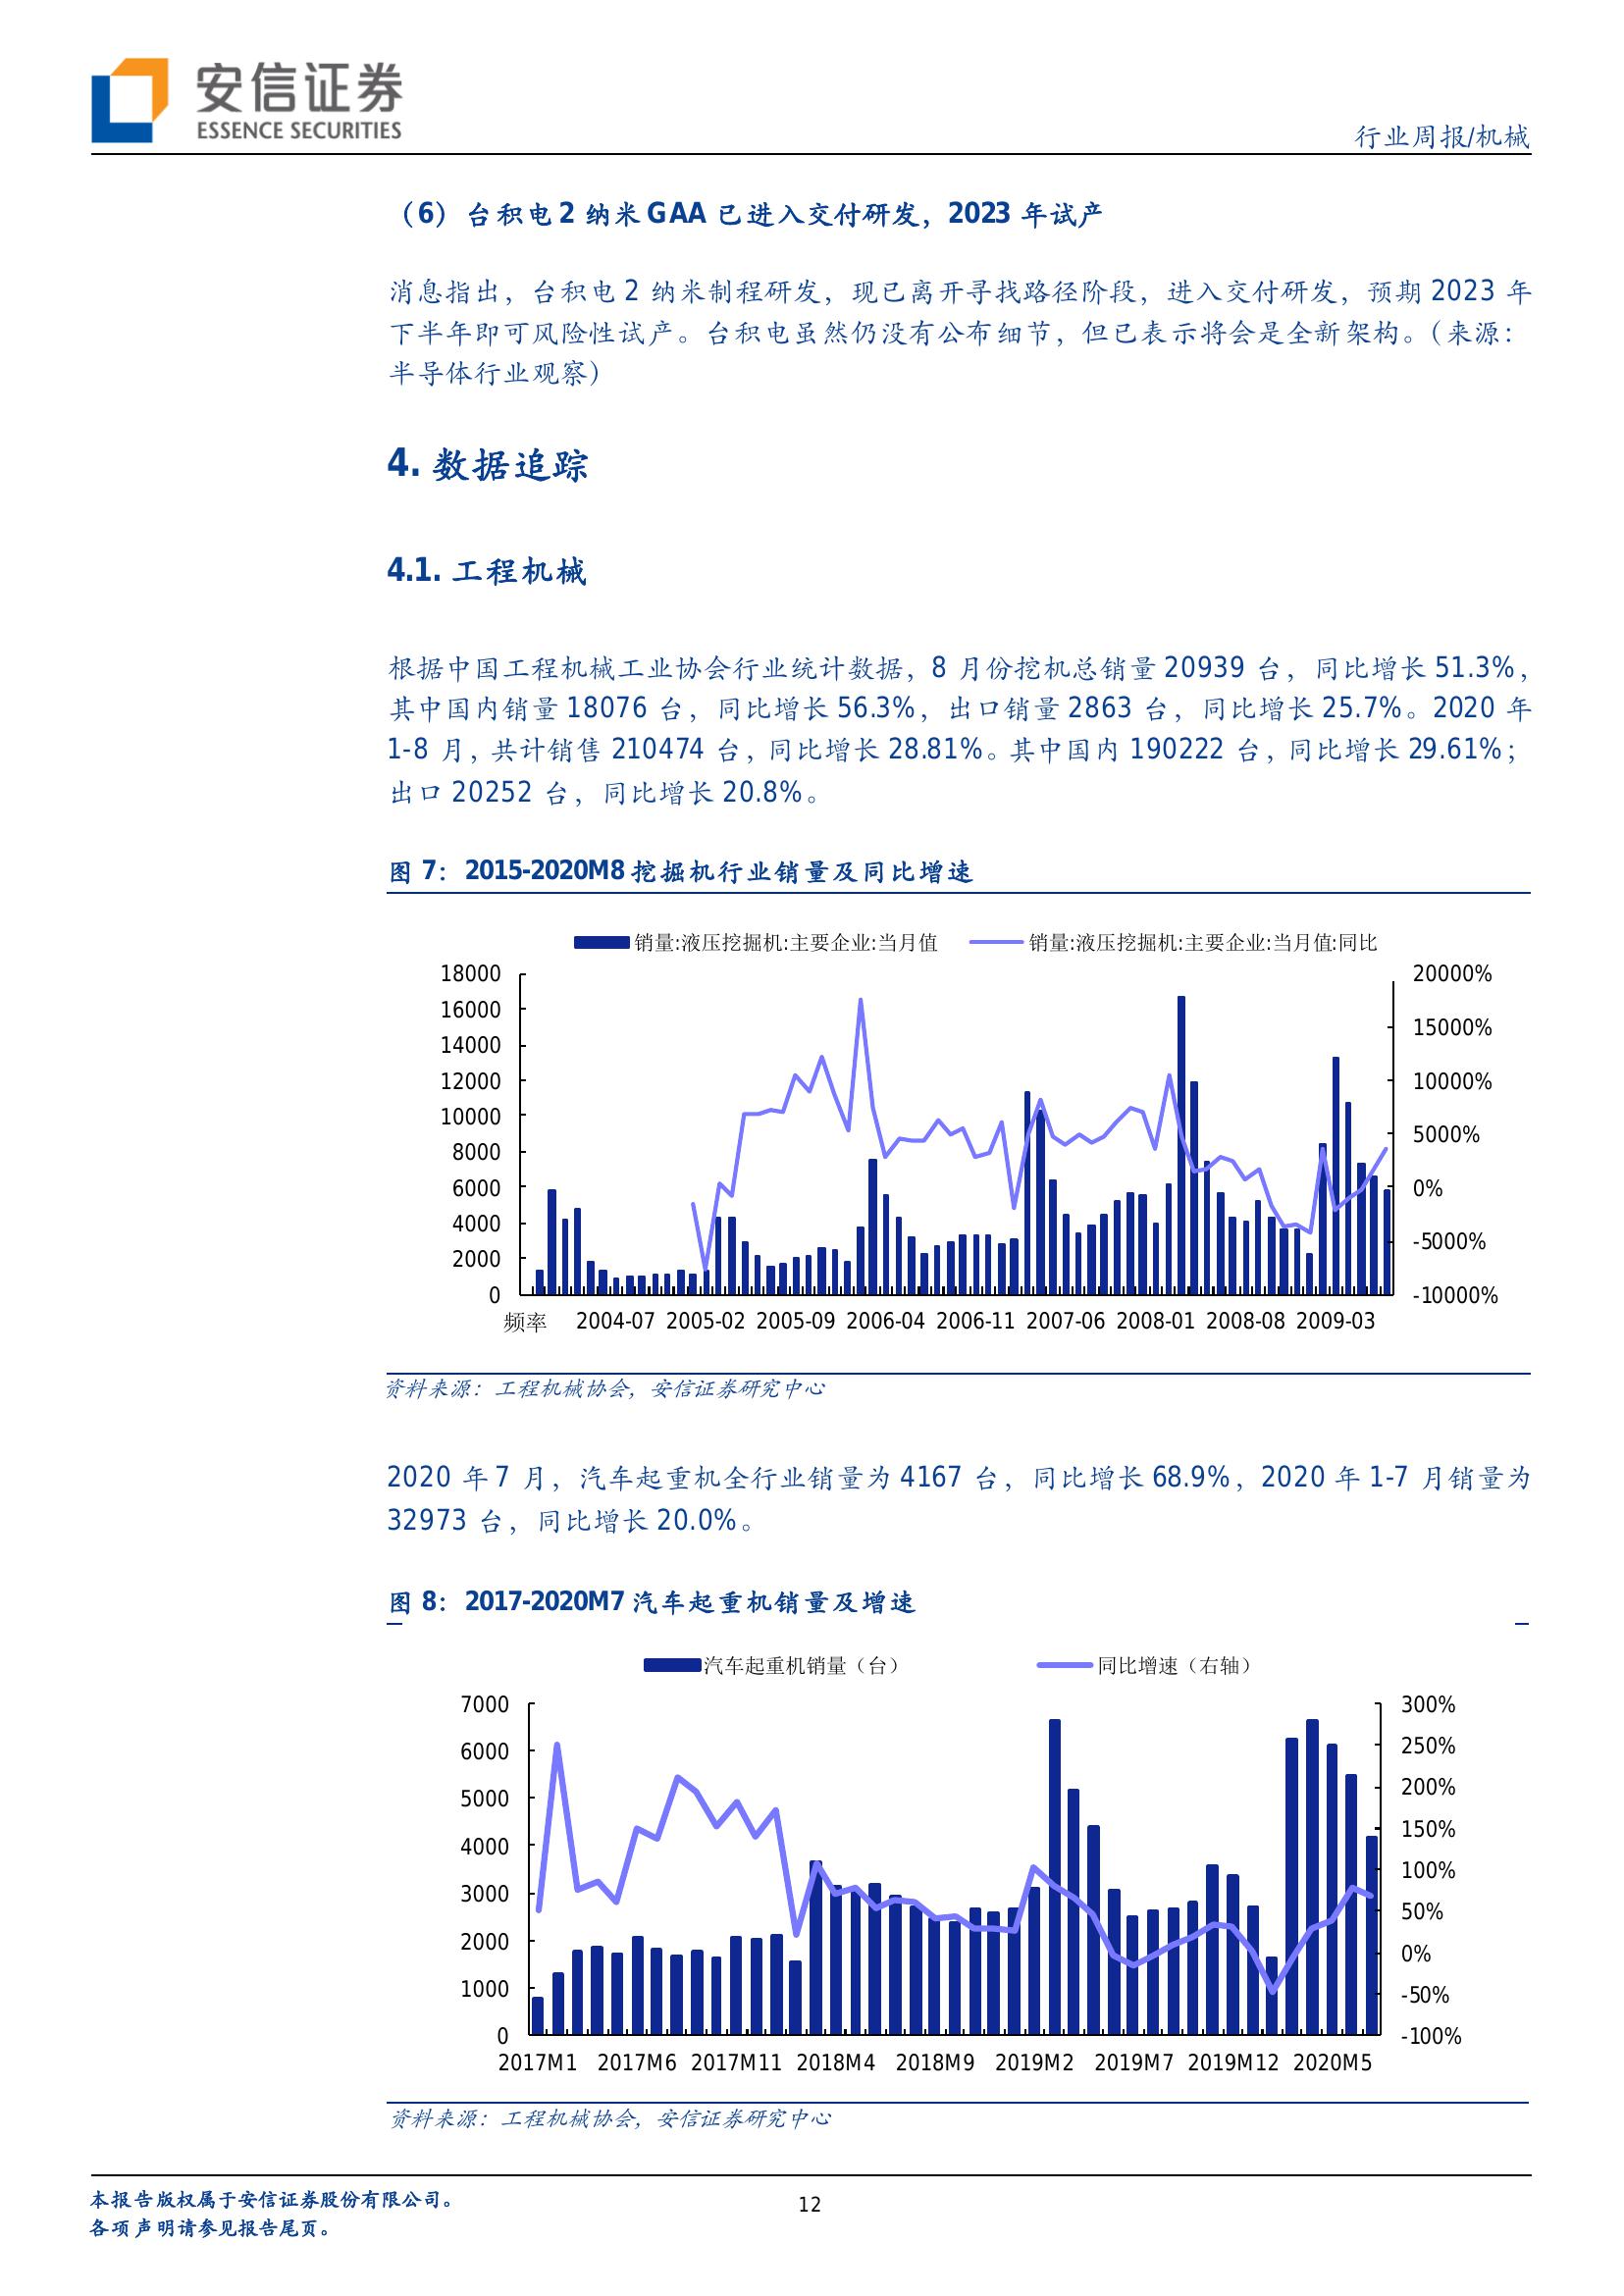 安信证券
ESSENCE SECURITIES
行业周报/机械
（6）台积电 2 纳米 GAA 已进入交付研发，2023 年试产
消息指出，台积电 2 纳米制程研发，现已离开寻找路径阶段，进入交付研发，预期 2023 年
下半年即可风险性试产。台积电虽然仍没有公布细节，但已表示将会是全新架构。（来源：
半导体行业观察）
4. 数据追踪
4.1. 工程机械
根据中国工程机械工业协会行业统计数据，8 月份挖机总销量 20939 台，同比增长 51.3%，
其中国内销量 18076 台，同比增长 56.3%，出口销量 2863 台，同比增长 25.7%。2020 年
1-8 月，共计销售 210474 台，同比增长 28.81%。其中国内 190222 台，同比增长 29.61%；
出口 20252 台，同比增长 20.8%。
图 7：2015-2020M8 挖掘机行业销量及同比增速
销量:液压挖掘机:主要企业:当月值 销量:液压挖掘机:主要企业:当月值:同比
18000 20000%
16000
14000 15000%
12000 10000%
10000
8000 5000%
6000 0%
4000 -5000%
2000
0 -10000%
频率 2004-07 2005-02 2005-09 2006-04 2006-11 2007-06 2008-01 2008-08 2009-03
资料来源：工程机械协会，安信证券研究中心
2020 年 7 月，汽车起重机全行业销量为 4167 台，同比增长 68.9%，2020 年 1-7 月销量为
32973 台，同比增长 20.0%。
图 8：2017-2020M7 汽车起重机销量及增速
汽车起重机销量（台） 同比增速（右轴）
7000 300%
6000 250%
5000 200%
4000 150%
3000 100%
2000 50%
1000 0%
0 -50%
-100%
2017M1 2017M6 2017M11 2018M4 2018M9 2019M2 2019M7 2019M12 2020M5
资料来源：工程机械协会，安信证券研究中心
本报告版权属于安信证券股份有限公司。
各项声明请参见报告尾页。
12